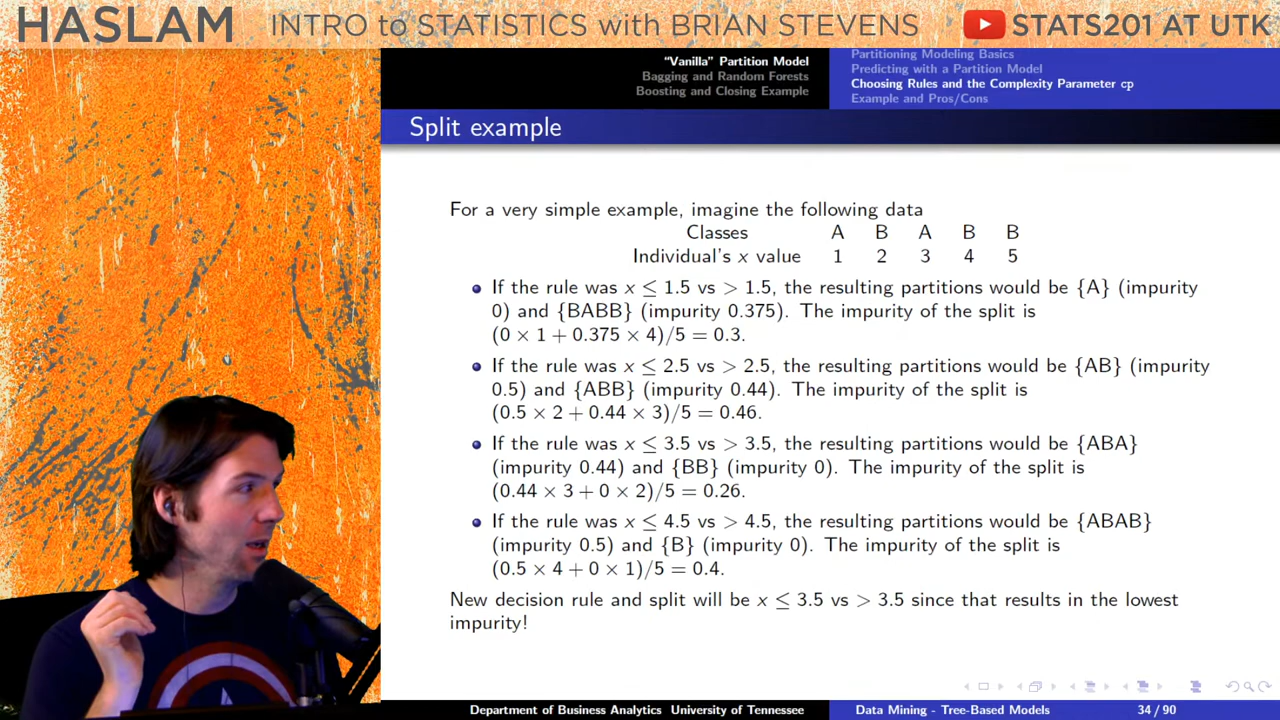 HASLAM INTRO to STATISTICS with BRIAN STEVENS STATS201 AT UTK
"Vanilla" Partition Model
Bagging and Random Forests
Boosting and Closing Example
Partitioning Modeling Basics
Predicting with a Partition Model
Choosing Rules and the Complexity Parameter cp
Example and Pros/Cons
Split example
For a very simple example, imagine the following data
Classes A B A B B
Individual's x value 1 2 3 4 5
If the rule was x ≤ 1.5 vs > 1.5, the resulting partitions would be {A} (impurity
0) and {BABB} (impurity 0.375). The impurity of the split is
(0 × 1 + 0.375 × 4)/5 = 0.3.
If the rule was x ≤ 2.5 vs > 2.5, the resulting partitions would be {AB} (impurity
0.5) and {ABB} (impurity 0.44). The impurity of the split is
(0.5 × 2 + 0.44 × 3)/5 = 0.46.
If the rule was x ≤ 3.5 vs > 3.5, the resulting partitions would be {ABA}
(impurity 0.44) and {BB} (impurity 0). The impurity of the split is
(0.44 × 3 + 0 × 2)/5 = 0.26.
If the rule was x ≤ 4.5 vs > 4.5, the resulting partitions would be {ABAB}
(impurity 0.5) and {B} (impurity 0). The impurity of the split is
(0.5 × 4 + 0 × 1)/5 = 0.4.
New decision rule and split will be x ≤ 3.5 vs > 3.5 since that results in the lowest
impurity!
Department of Business Analytics University of Tennessee Data Mining - Tree-Based Models 34 / 90